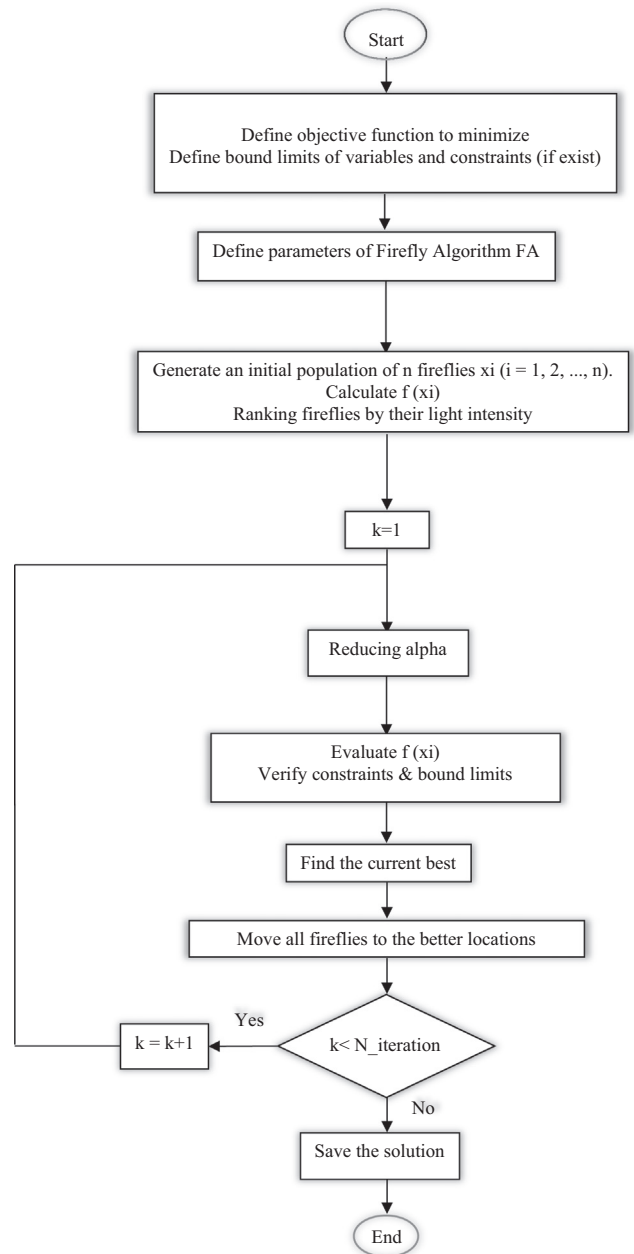 Start
Define objective function to minimize
Define bound limits of variables and constraints (if exist)
Define parameters of Firefly Algorithm FA
Generate an initial population of n fireflies xi (i = 1, 2, ..., n).
Calculate f (xi)
Ranking fireflies by their light intensity
k=1
Reducing alpha
Evaluate f (xi)
Verify constraints & bound limits
Find the current best
Move all fireflies to the better locations
Yes
k = k+1
k< N_iteration
No
Save the solution
End